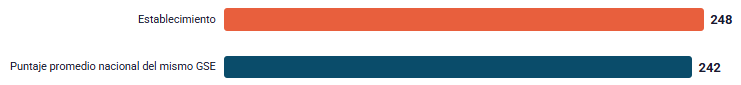 Establecimiento 248
Puntaje promedio nacional del mismo GSE 242